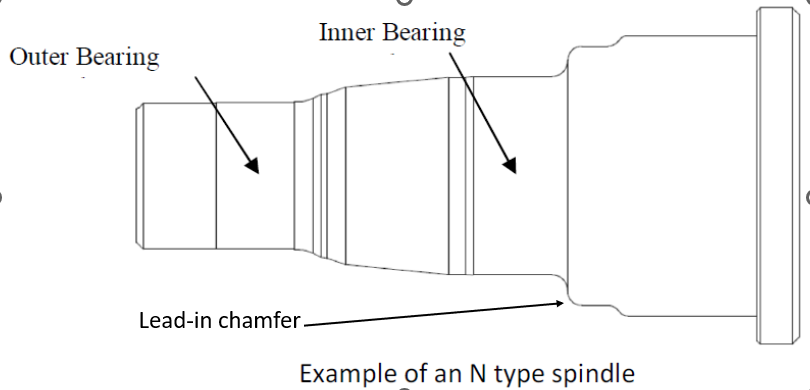 Inner Bearing
Outer Bearing
Lead-in chamfer
Example of an N type spindle